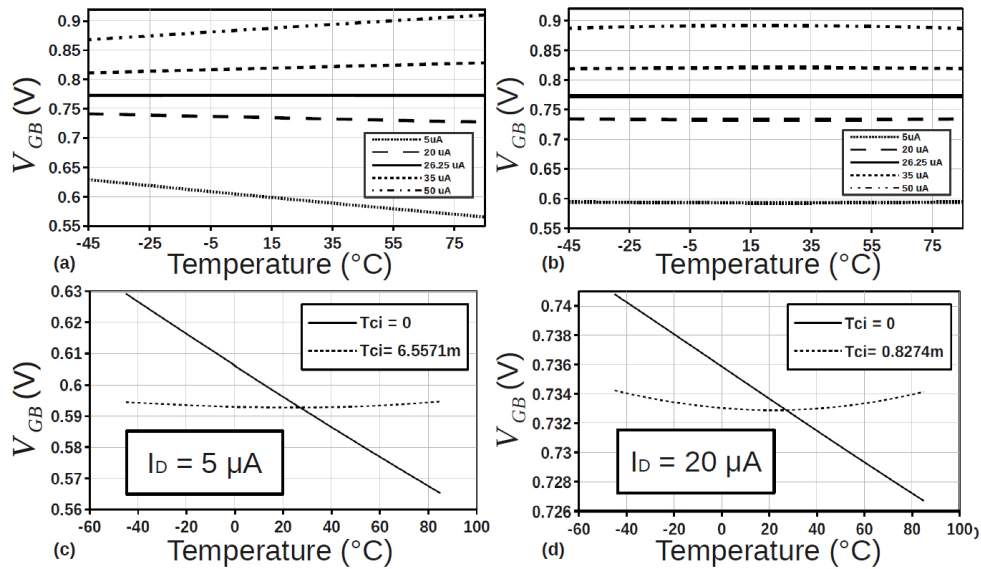 0.9
0.85
0.8
0.75
0.7
0.65
0.6
0.55
V_GB (V)
5uA
20 uA
26.25 uA
35 uA
50 uA
-45 -25 -5 15 35 55 75
(a) Temperature (°C)
0.9
0.85
0.8
0.75
0.7
0.65
0.6
0.55
V_GB (V)
5uA
20 uA
26.25 uA
35 uA
50 uA
-45 -25 -5 15 35 55 75
(b) Temperature (°C)
0.63
0.62
0.61
0.6
0.59
0.58
0.57
0.56
V_GB (V)
Tci = 0
Tci= 6.5571m
ID = 5 µA
-60 -40 -20 0 20 40 60 80 100
(c) Temperature (°C)
0.74
0.738
0.736
0.734
0.732
0.73
0.728
0.726
V_GB (V)
Tci = 0
Tci= 0.8274m
ID = 20 µA
-60 -40 -20 0 20 40 60 80 100
(d) Temperature (°C)